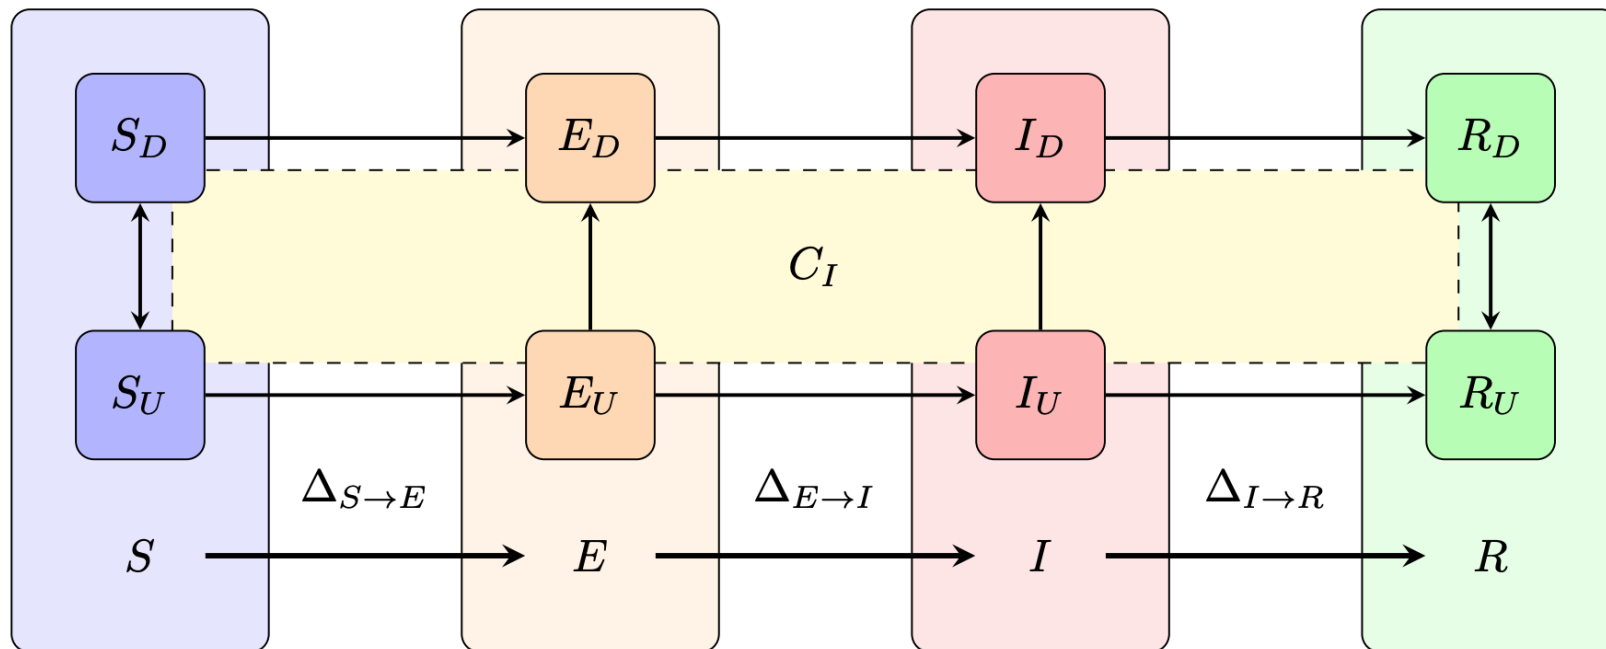 S_D E_D I_D R_D
C_I
S_U E_U I_U R_U
Δ_{S→E} Δ_{E→I} Δ_{I→R}
S E I R